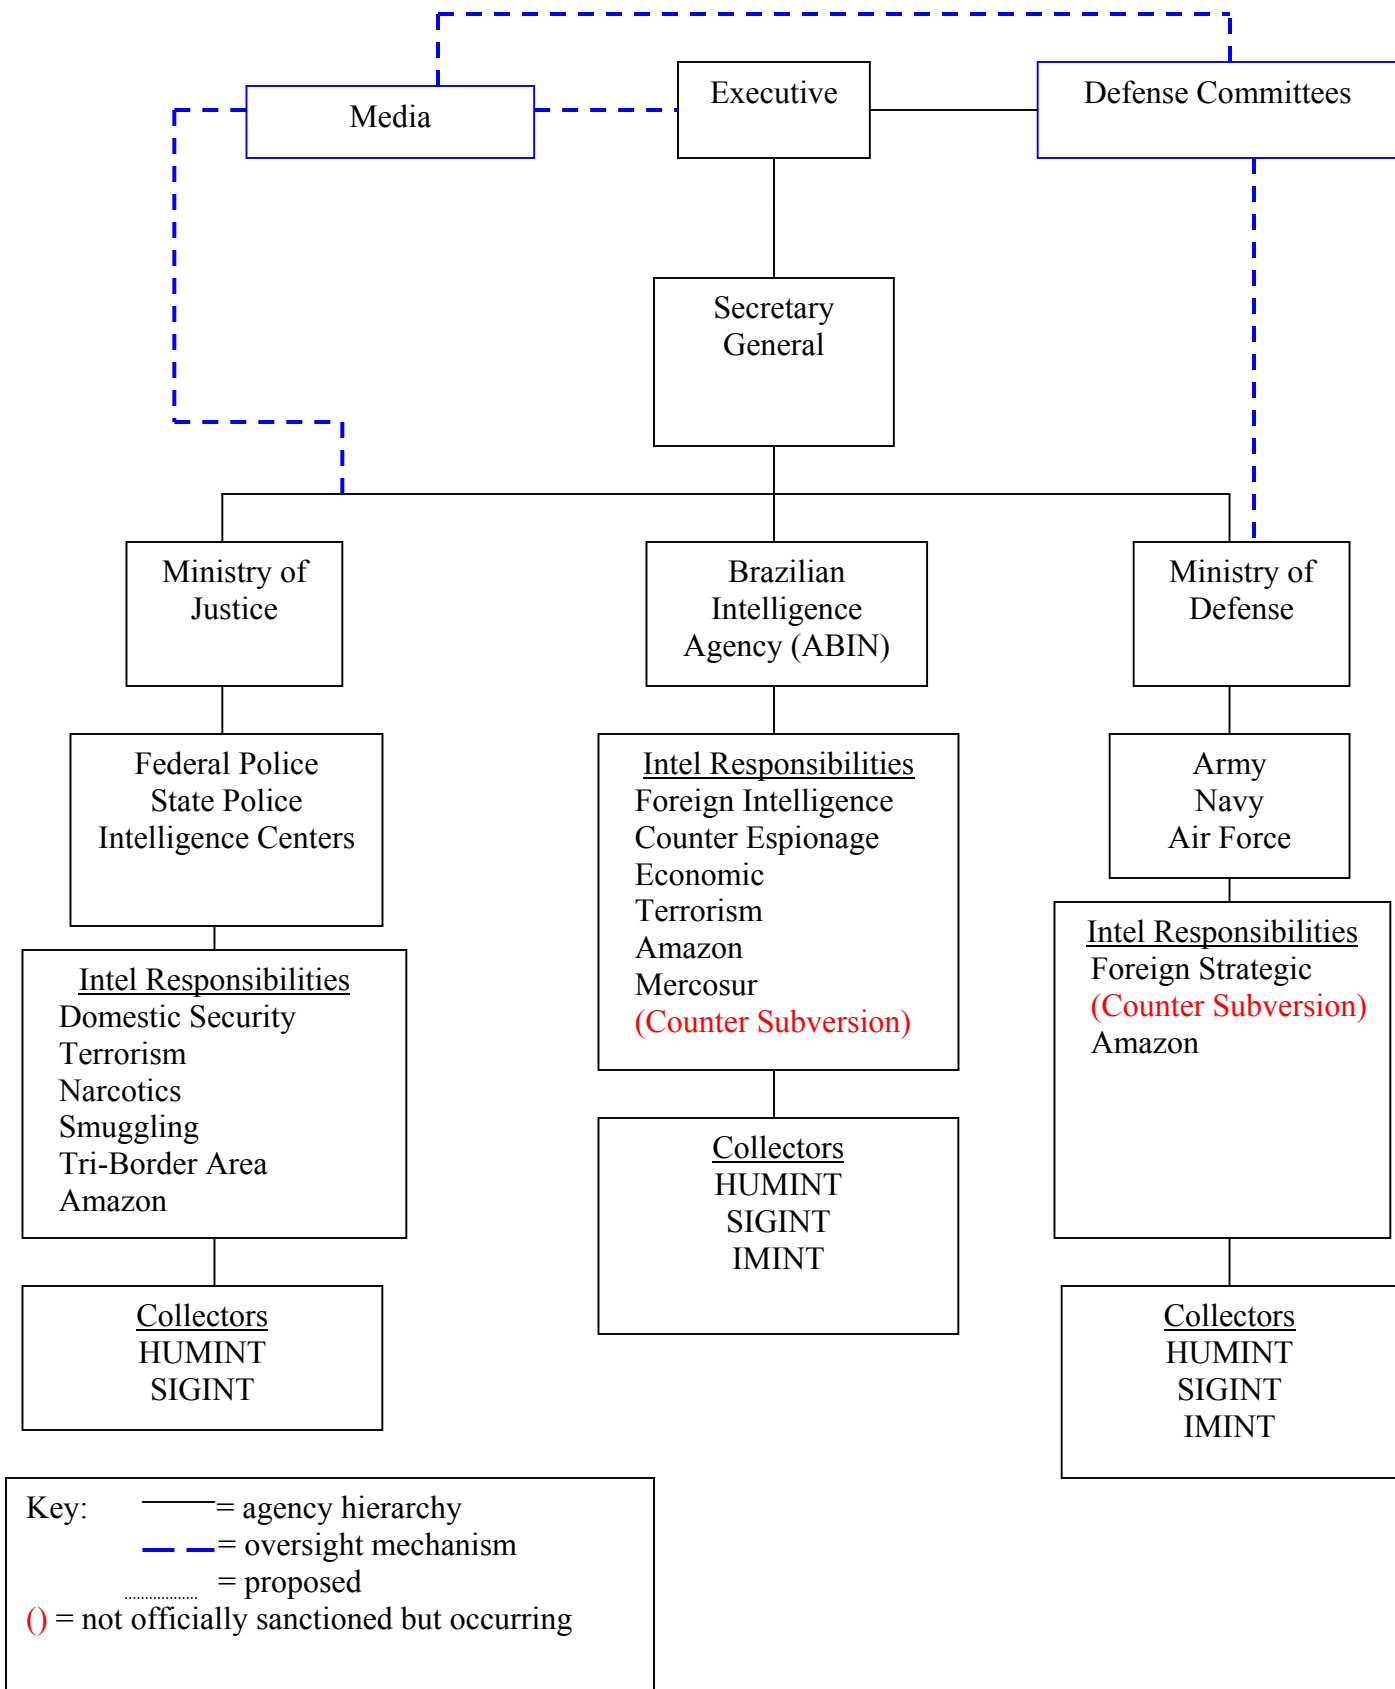 Media
Executive
Defense Committees
Secretary
General
Ministry of
Justice
Brazilian
Intelligence
Agency (ABIN)
Ministry of
Defense
Federal Police
State Police
Intelligence Centers
Intel Responsibilities
Foreign Intelligence
Counter Espionage
Economic
Terrorism
Amazon
Mercosur
(Counter Subversion)
Army
Navy
Air Force
Intel Responsibilities
Domestic Security
Terrorism
Narcotics
Smuggling
Tri-Border Area
Amazon
Intel Responsibilities
Foreign Strategic
(Counter Subversion)
Amazon
Collectors
HUMINT
SIGINT
Collectors
HUMINT
SIGINT
IMINT
Collectors
HUMINT
SIGINT
IMINT
Key: = agency hierarchy
= oversight mechanism
= proposed
() = not officially sanctioned but occurring